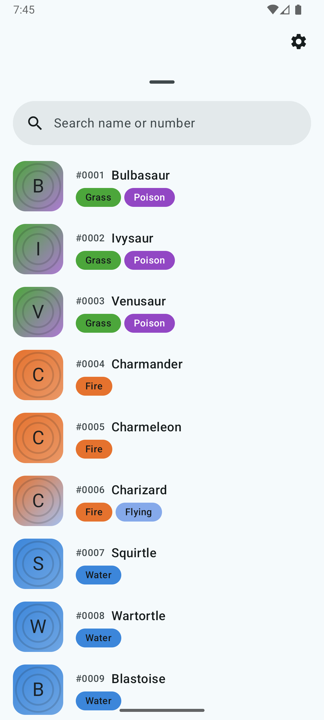 7:45
Search name or number
B
#0001 Bulbasaur
Grass Poison
I
#0002 Ivysaur
Grass Poison
V
#0003 Venusaur
Grass Poison
C
#0004 Charmander
Fire
C
#0005 Charmeleon
Fire
C
#0006 Charizard
Fire Flying
S
#0007 Squirtle
Water
W
#0008 Wartortle
Water
B
#0009 Blastoise
Water